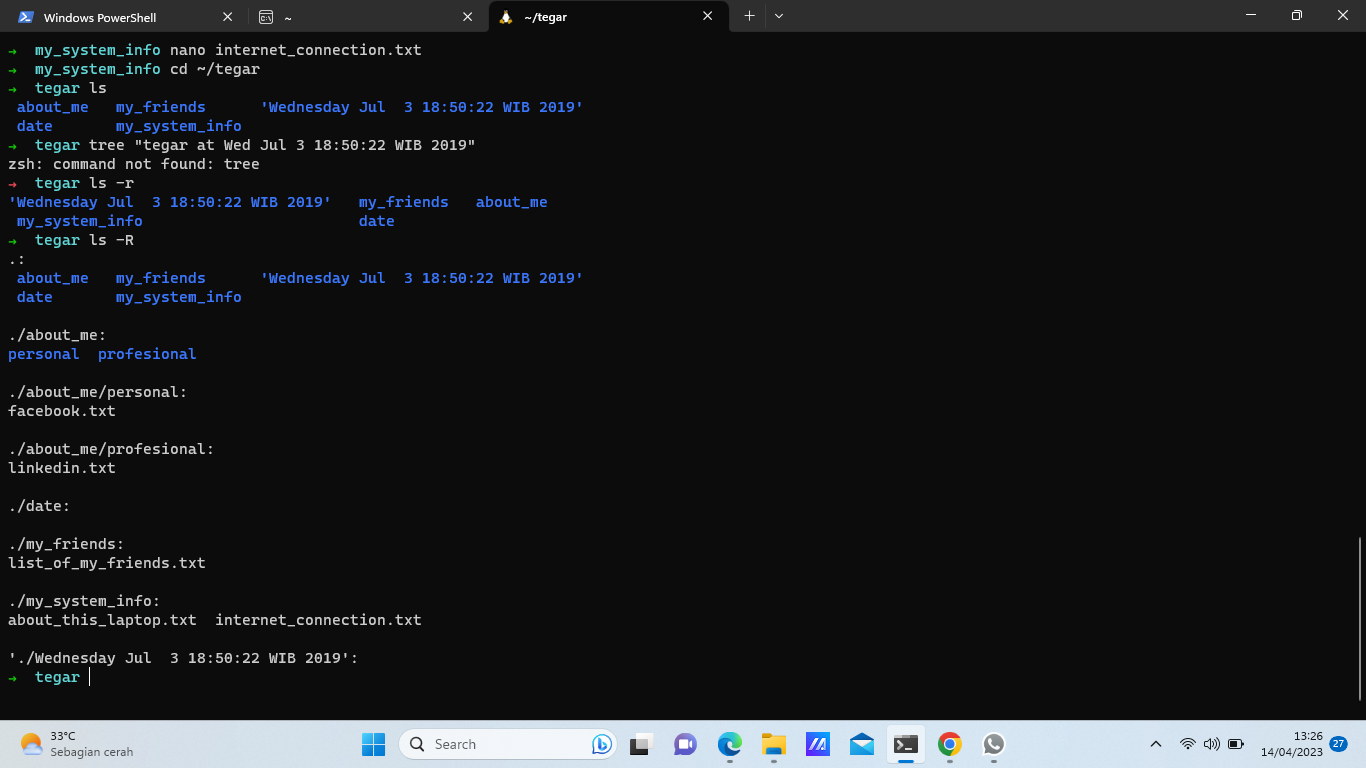 Windows PowerShell
~
~/tegar
→ my_system_info nano internet_connection.txt
→ my_system_info cd ~/tegar
→ tegar ls
about_me   my_friends      'Wednesday Jul  3 18:50:22 WIB 2019'
date       my_system_info
→ tegar tree "tegar at Wed Jul 3 18:50:22 WIB 2019"
zsh: command not found: tree
→ tegar ls -r
'Wednesday Jul  3 18:50:22 WIB 2019'   my_friends   about_me
my_system_info                        date
→ tegar ls -R
.:
about_me   my_friends      'Wednesday Jul  3 18:50:22 WIB 2019'
date       my_system_info
./about_me:
personal  profesional
./about_me/personal:
facebook.txt
./about_me/profesional:
linkedin.txt
./date:
./my_friends:
list_of_my_friends.txt
./my_system_info:
about_this_laptop.txt  internet_connection.txt
'./Wednesday Jul  3 18:50:22 WIB 2019':
→ tegar
33°C
Sebagian cerah
Search
13:26
14/04/2023
27